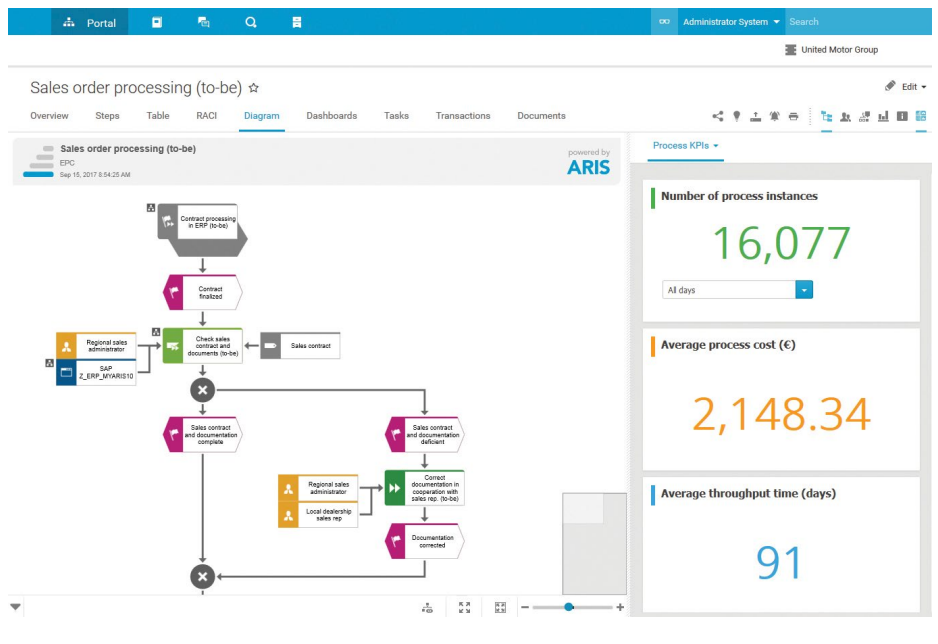 Portal
Administrator System
Search
United Motor Group
Sales order processing (to-be)
Edit
Overview
Steps
Table
RACI
Diagram
Dashboards
Tasks
Transactions
Documents
Sales order processing (to-be)
EPC
Sep 15, 2017 8:54:25 AM
powered by
ARIS
Process KPIs
Contract processing
in ERP (to-be)
Contract
finalized
Regional sales
administrator
SAP
Z_ERP_MYARIS10
Check sales
contract and
documents (to-be)
Sales contract
Sales contract
and documentation
complete
Sales contract
and documentation
deficient
Regional sales
administrator
Local dealership
sales rep
Correct
documentation in
cooperation with
sales rep. (to-be)
Documentation
corrected
Number of process instances
16,077
All days
Average process cost (€)
2,148.34
Average throughput time (days)
91